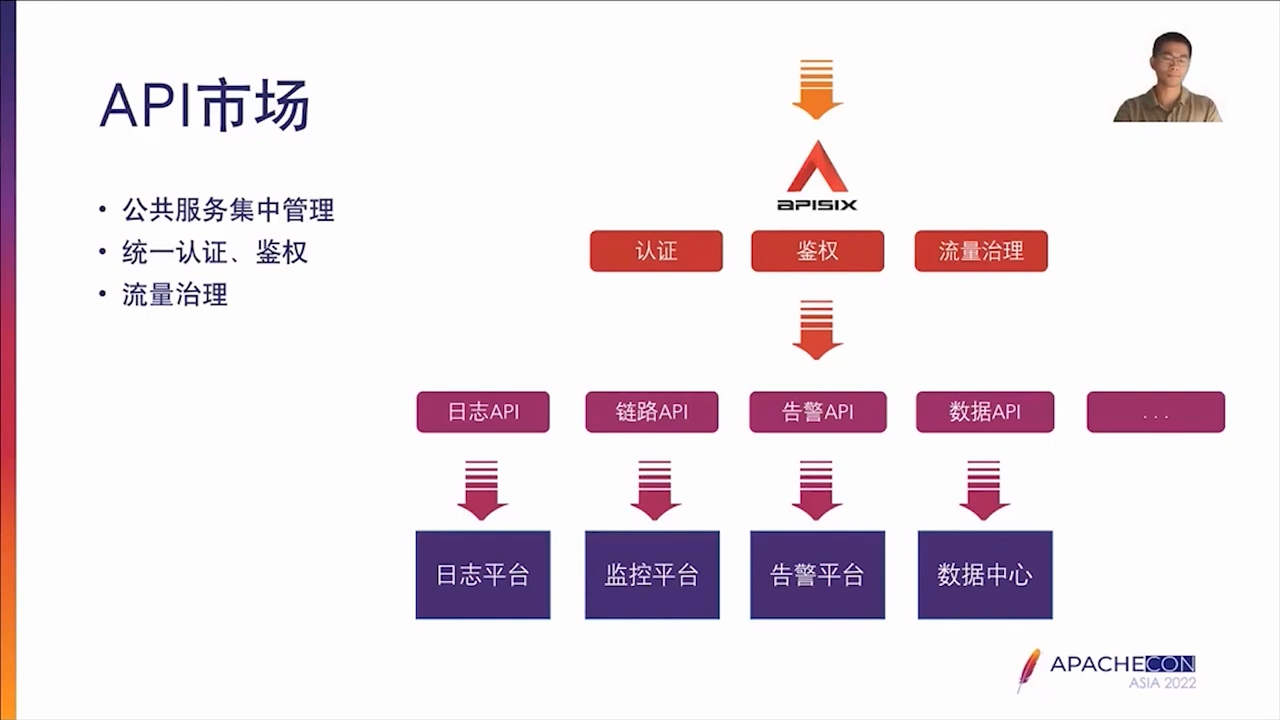 API市场
• 公共服务集中管理
• 统一认证、鉴权
• 流量治理
APISIX
认证 鉴权 流量治理
日志API 链路API 告警API 数据API ...
日志平台 监控平台 告警平台 数据中心
APACHECON
ASIA 2022